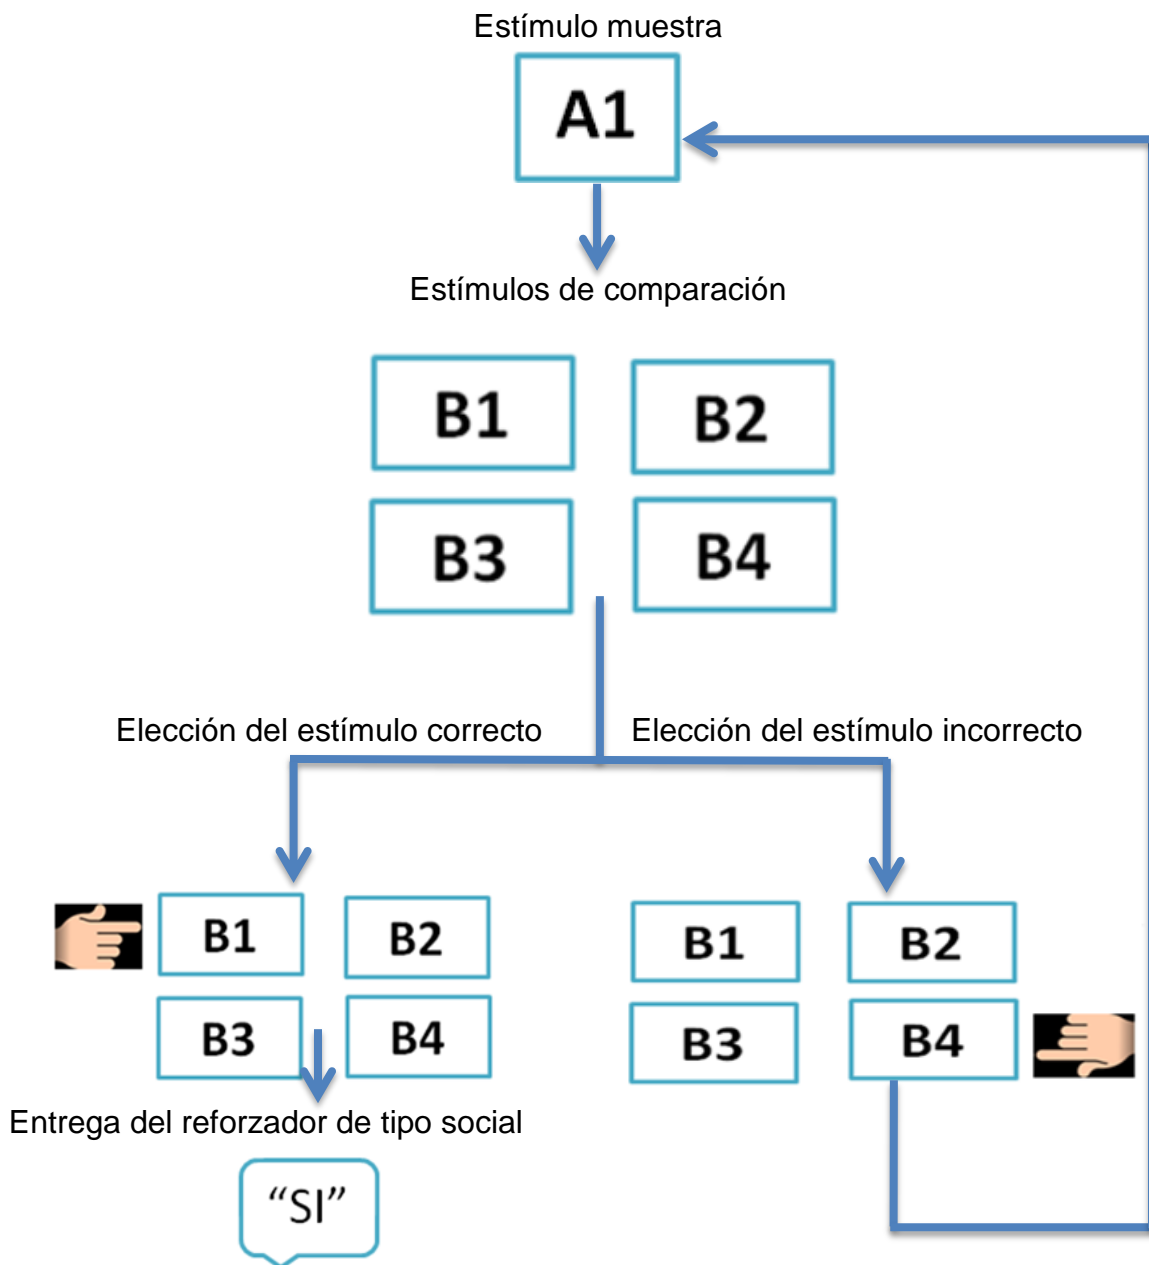 Estímulo muestra
A1
Estímulos de comparación
B1 B2
B3 B4
Elección del estímulo correcto
Elección del estímulo incorrecto
B1 B2
B3 B4
B1 B2
B3 B4
Entrega del reforzador de tipo social
“SI”